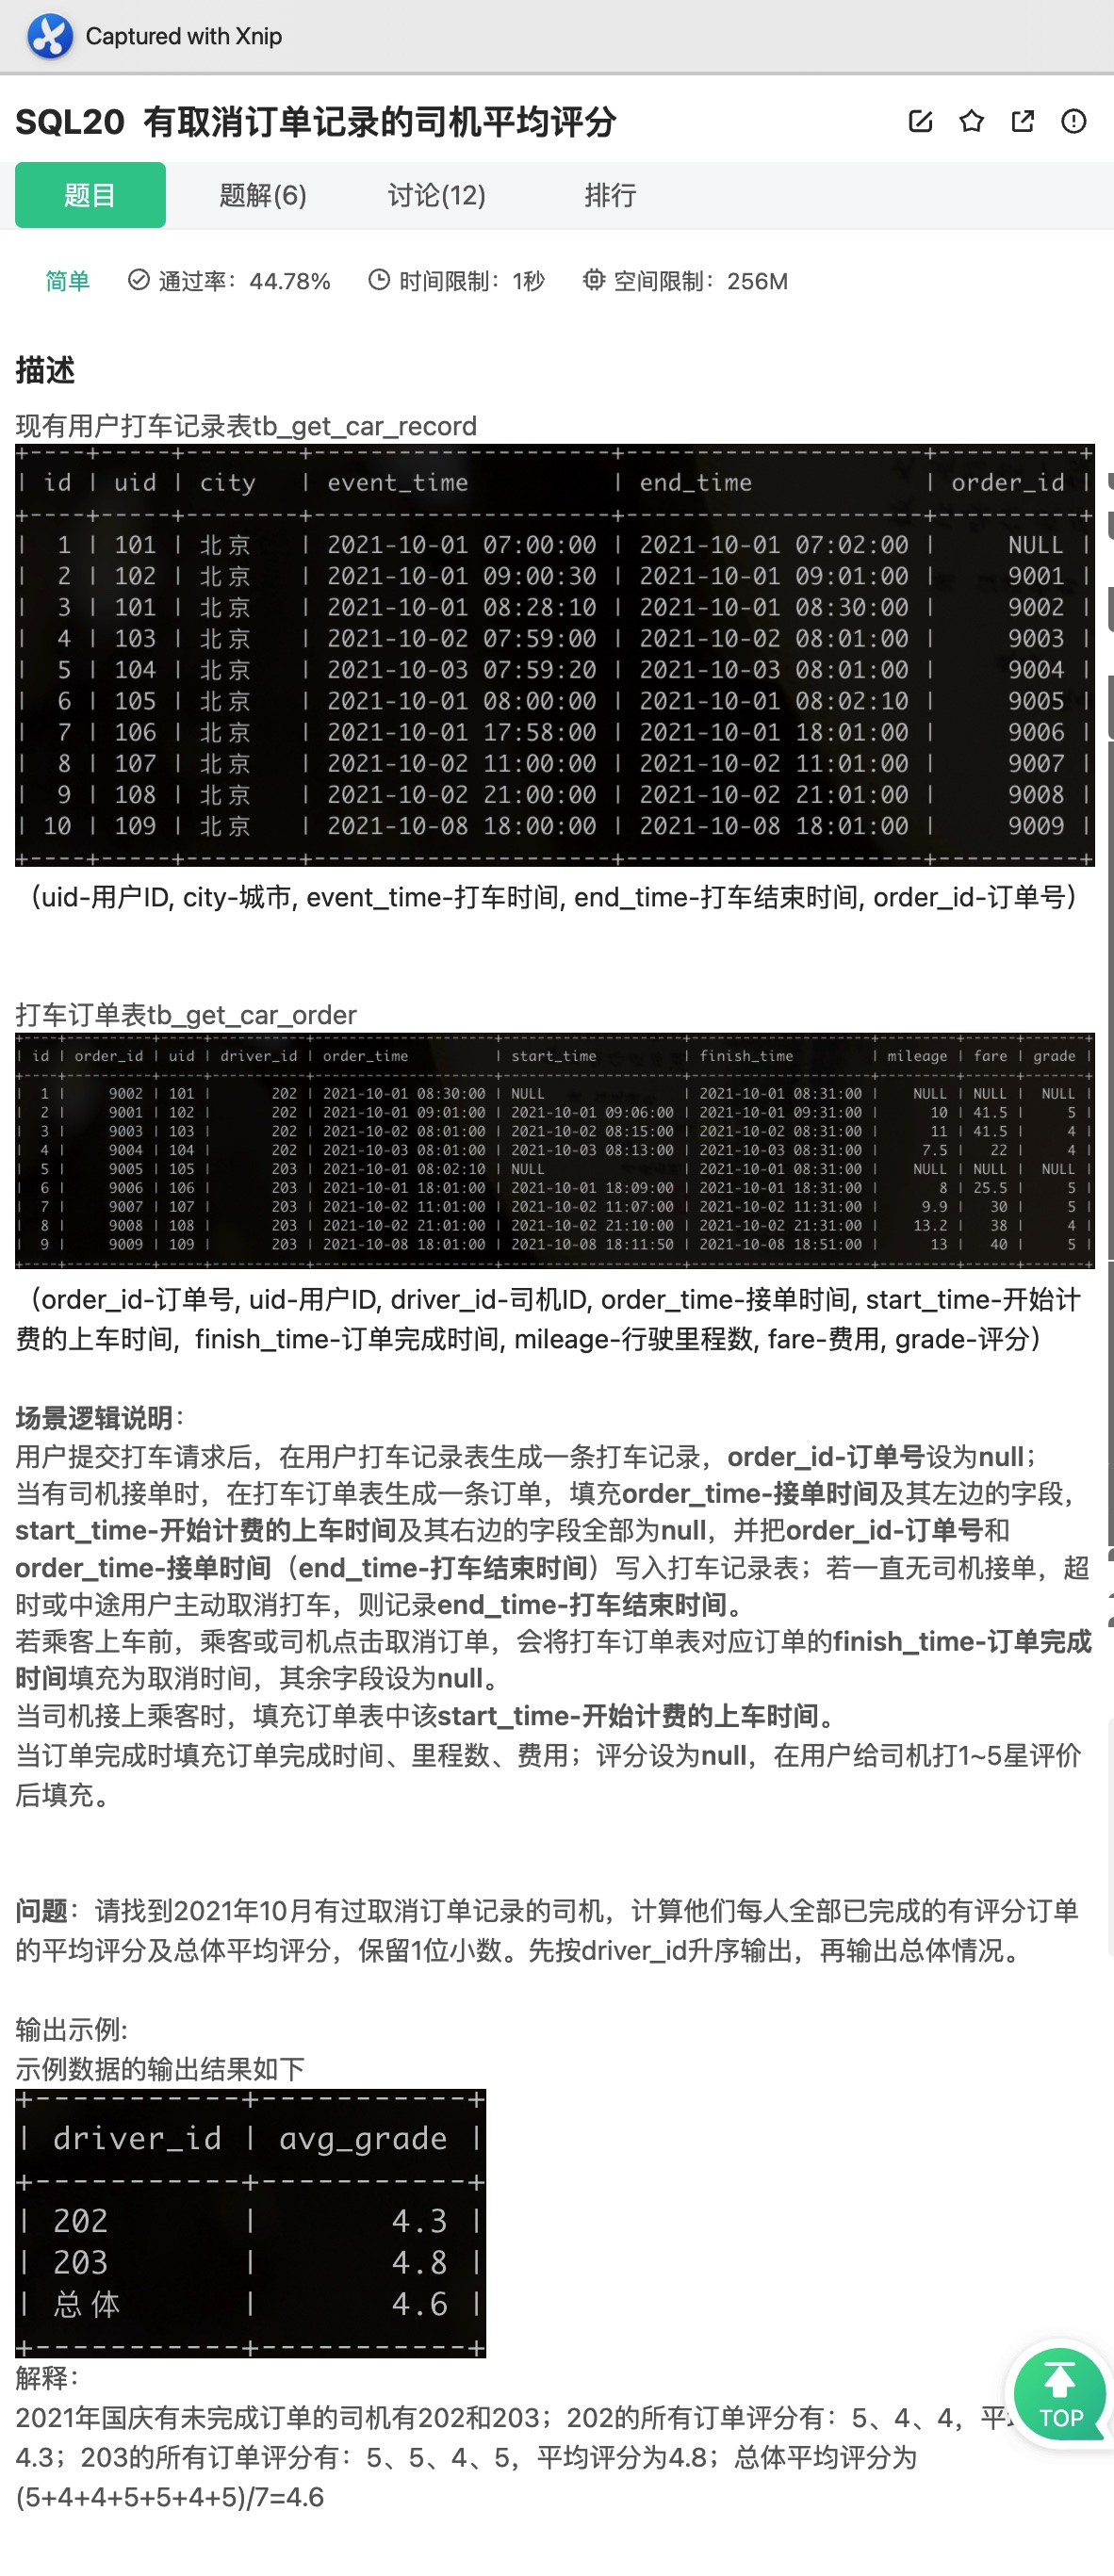 Captured with Xnip
SQL20 有取消订单记录的司机平均评分
题目 题解(6) 讨论(12) 排行
简单 通过率：44.78% 时间限制：1秒 空间限制：256M
描述
现有用户打车记录表tb_get_car_record
+----+-----+--------+---------------------+---------------------+----------+
| id | uid | city | event_time | end_time | order_id |
+----+-----+--------+---------------------+---------------------+----------+
| 1 | 101 | 北京 | 2021-10-01 07:00:00 | 2021-10-01 07:02:00 | NULL |
| 2 | 102 | 北京 | 2021-10-01 09:00:30 | 2021-10-01 09:01:00 | 9001 |
| 3 | 101 | 北京 | 2021-10-01 08:28:10 | 2021-10-01 08:30:00 | 9002 |
| 4 | 103 | 北京 | 2021-10-02 07:59:00 | 2021-10-02 08:01:00 | 9003 |
| 5 | 104 | 北京 | 2021-10-03 07:59:20 | 2021-10-03 08:01:00 | 9004 |
| 6 | 105 | 北京 | 2021-10-01 08:00:00 | 2021-10-01 08:02:10 | 9005 |
| 7 | 106 | 北京 | 2021-10-01 17:58:00 | 2021-10-01 18:01:00 | 9006 |
| 8 | 107 | 北京 | 2021-10-02 11:00:00 | 2021-10-02 11:01:00 | 9007 |
| 9 | 108 | 北京 | 2021-10-02 21:00:00 | 2021-10-02 21:01:00 | 9008 |
| 10 | 109 | 北京 | 2021-10-08 18:00:00 | 2021-10-08 18:01:00 | 9009 |
+----+-----+--------+---------------------+---------------------+----------+
（uid-用户ID, city-城市, event_time-打车时间, end_time-打车结束时间, order_id-订单号）
打车订单表tb_get_car_order
| id | order_id | uid | driver_id | order_time | start_time | finish_time | mileage | fare | grade |
| 1 | 9002 | 101 | 202 | 2021-10-01 08:30:00 | NULL | 2021-10-01 08:31:00 | NULL | NULL | NULL |
| 2 | 9001 | 102 | 202 | 2021-10-01 09:01:00 | 2021-10-01 09:06:00 | 2021-10-01 09:31:00 | 10 | 41.5 | 5 |
| 3 | 9003 | 103 | 202 | 2021-10-02 08:01:00 | 2021-10-02 08:15:00 | 2021-10-02 08:31:00 | 11 | 41.5 | 4 |
| 4 | 9004 | 104 | 202 | 2021-10-03 08:01:00 | 2021-10-03 08:13:00 | 2021-10-03 08:31:00 | 7.5 | 22 | 4 |
| 5 | 9005 | 105 | 203 | 2021-10-01 08:02:10 | NULL | 2021-10-01 08:31:00 | NULL | NULL | NULL |
| 6 | 9006 | 106 | 203 | 2021-10-01 18:01:00 | 2021-10-01 18:09:00 | 2021-10-01 18:31:00 | 8 | 25.5 | 5 |
| 7 | 9007 | 107 | 203 | 2021-10-02 11:01:00 | 2021-10-02 11:07:00 | 2021-10-02 11:31:00 | 9.9 | 30 | 5 |
| 8 | 9008 | 108 | 203 | 2021-10-02 21:01:00 | 2021-10-02 21:10:00 | 2021-10-02 21:31:00 | 13.2 | 38 | 4 |
| 9 | 9009 | 109 | 203 | 2021-10-08 18:01:00 | 2021-10-08 18:11:50 | 2021-10-08 18:51:00 | 13 | 40 | 5 |
（order_id-订单号, uid-用户ID, driver_id-司机ID, order_time-接单时间, start_time-开始计
费的上车时间, finish_time-订单完成时间, mileage-行驶里程数, fare-费用, grade-评分）
场景逻辑说明：
用户提交打车请求后，在用户打车记录表生成一条打车记录，order_id-订单号设为null；
当有司机接单时，在打车订单表生成一条订单，填充order_time-接单时间及其左边的字段，
start_time-开始计费的上车时间及其右边的字段全部为null，并把order_id-订单号和
order_time-接单时间（end_time-打车结束时间）写入打车记录表；若一直无司机接单，超
时或中途用户主动取消打车，则记录end_time-打车结束时间。
若乘客上车前，乘客或司机点击取消订单，会将打车订单表对应订单的finish_time-订单完成
时间填充为取消时间，其余字段设为null。
当司机接上乘客时，填充订单表中该start_time-开始计费的上车时间。
当订单完成时填充订单完成时间、里程数、费用；评分设为null，在用户给司机打1~5星评价
后填充。
问题：请找到2021年10月有过取消订单记录的司机，计算他们每人全部已完成的有评分订单
的平均评分及总体平均评分，保留1位小数。先按driver_id升序输出，再输出总体情况。
输出示例:
示例数据的输出结果如下
+-----------+-----------+
| driver_id | avg_grade |
+-----------+-----------+
| 202 | 4.3 |
| 203 | 4.8 |
| 总体 | 4.6 |
+-----------+-----------+
解释：
2021年国庆有未完成订单的司机有202和203；202的所有订单评分有：5、4、4，平
TOP
4.3；203的所有订单评分有：5、5、4、5，平均评分为4.8；总体平均评分为
(5+4+4+5+5+4+5)/7=4.6